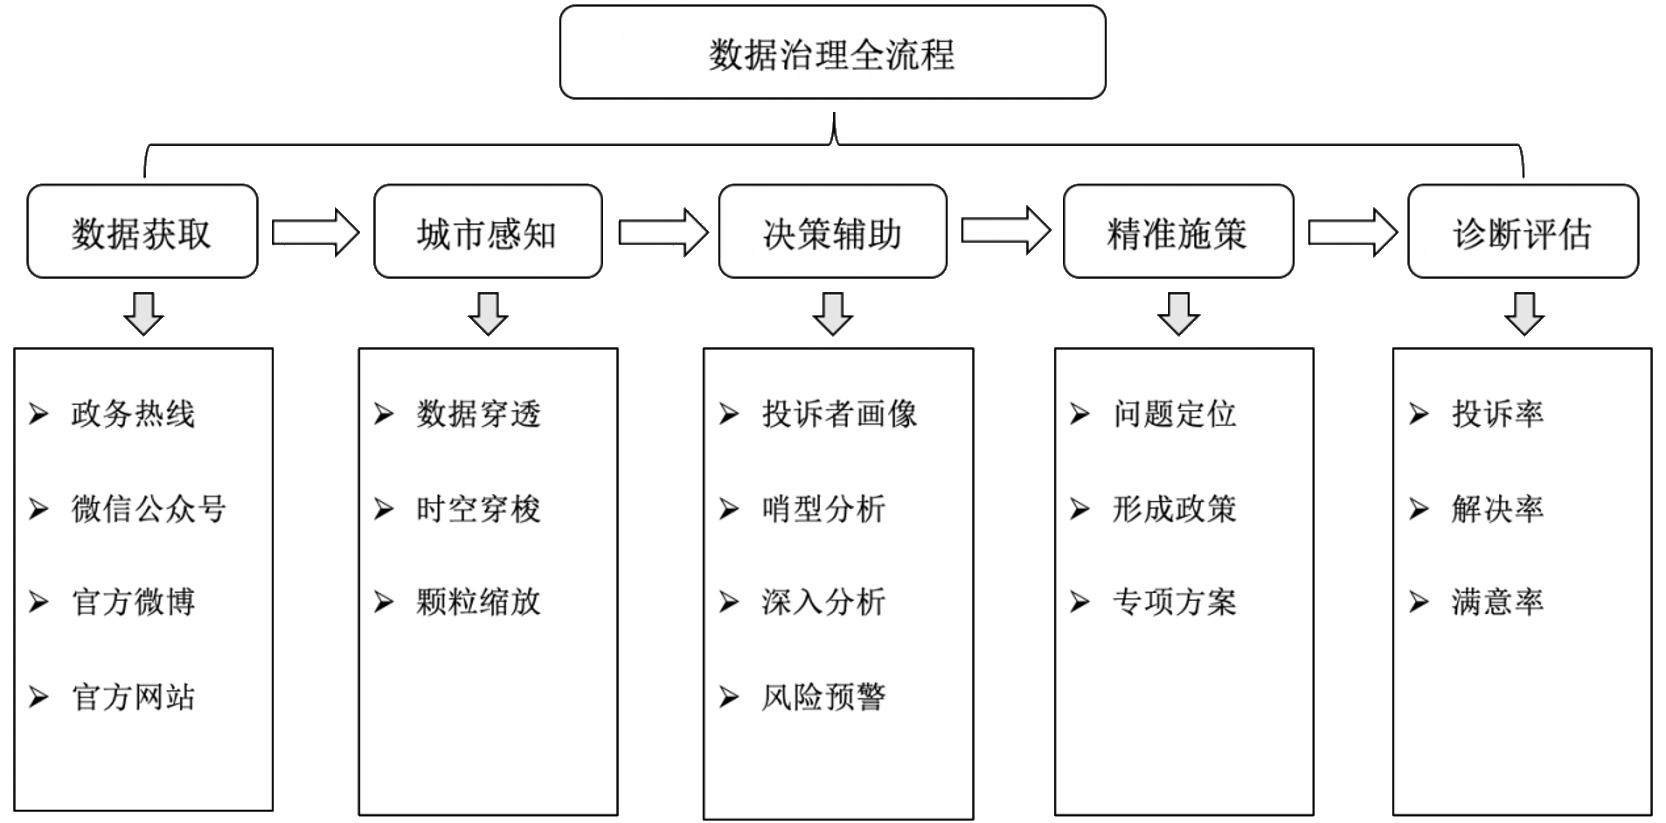 数据治理全流程
数据获取
城市感知
决策辅助
精准施策
诊断评估
政务热线
微信公众号
官方微博
官方网站
数据穿透
时空穿梭
颗粒缩放
投诉者画像
哨型分析
深入分析
风险预警
问题定位
形成政策
专项方案
投诉率
解决率
满意率